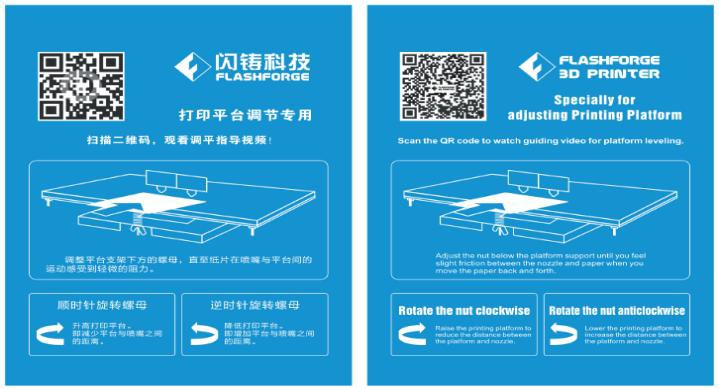 闪铸科技
FLASHFORGE
打印平台调节专用
扫描二维码，观看调平指导视频！
调整平台支架下方的螺母，直至纸片在喷嘴与平台间的
运动感受到轻微的阻力。
顺时针旋转螺母
升高打印平台。
即减少平台与喷嘴之间
的距离。
逆时针旋转螺母
降低打印平台。
即增加平台与喷嘴之间
的距离。
FLASHFORGE
3D PRINTER
Specially for
adjusting Printing Platform
Scan the QR code to watch guiding video for platform leveling.
Adjust the nut below the platform support until you feel
slight friction between the nozzle and paper when you
move the paper back and forth.
Rotate the nut clockwise
Raise the printing platform to
reduce the distance between
the platform and nozzle.
Rotate the nut anticlockwise
Lower the printing platform to
increase the distance between
the platform and nozzle.